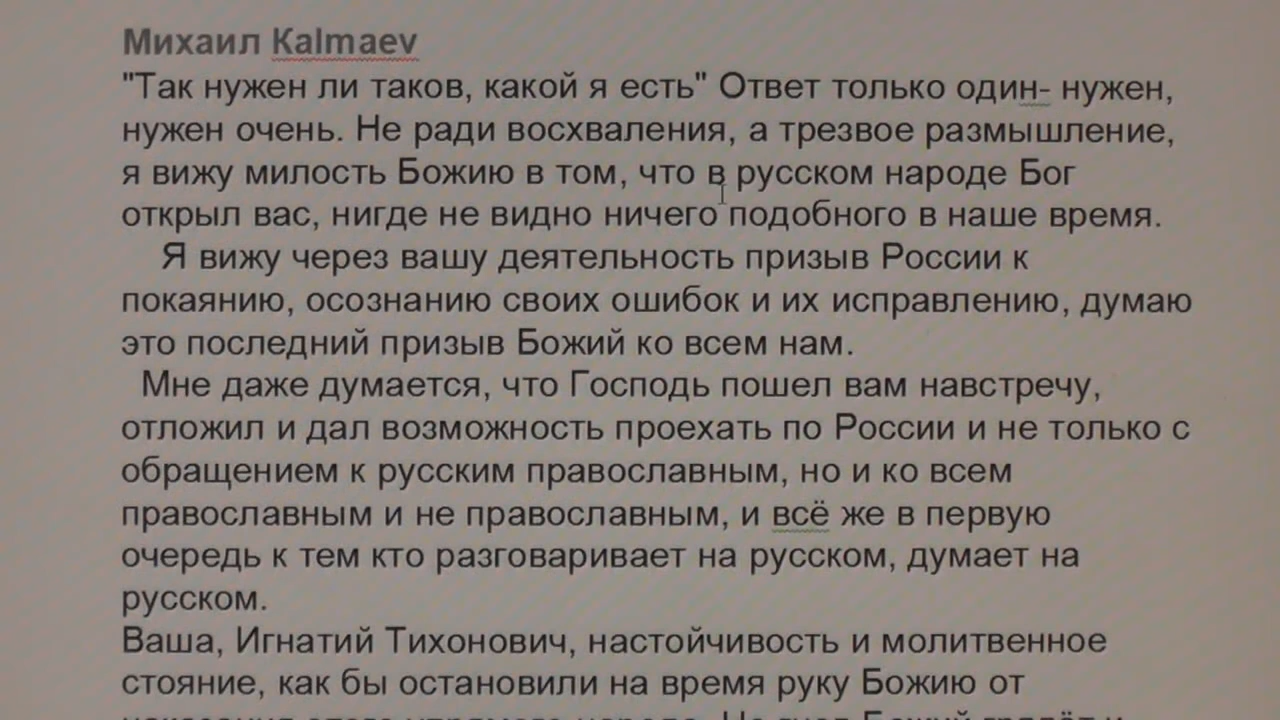 Михаил Kalmaev
"Так нужен ли таков, какой я есть" Ответ только один- нужен,
нужен очень. Не ради восхваления, а трезвое размышление,
я вижу милость Божию в том, что в русском народе Бог
открыл вас, нигде не видно ничего подобного в наше время.
Я вижу через вашу деятельность призыв России к
покаянию, осознанию своих ошибок и их исправлению, думаю
это последний призыв Божий ко всем нам.
Мне даже думается, что Господь пошел вам навстречу,
отложил и дал возможность проехать по России и не только с
обращением к русским православным, но и ко всем
православным и не православным, и всё же в первую
очередь к тем кто разговаривает на русском, думает на
русском.
Ваша, Игнатий Тихонович, настойчивость и молитвенное
стояние, как бы остановили на время руку Божию от